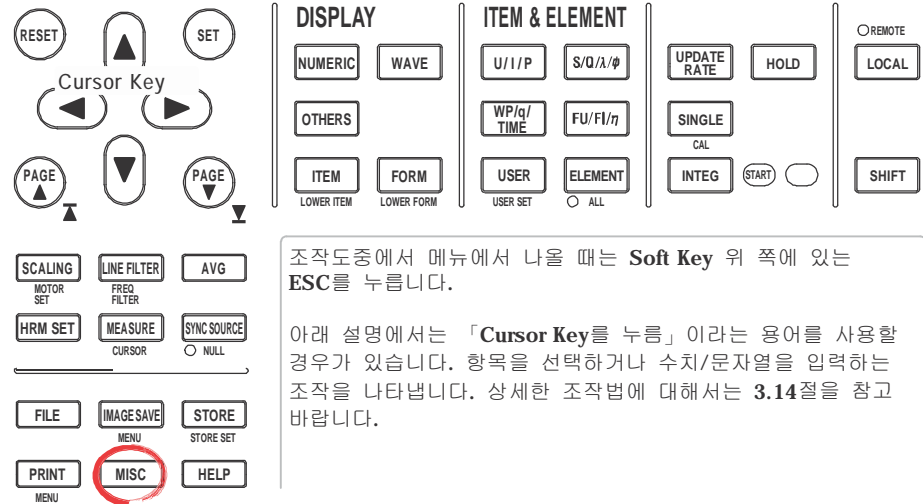 RESET
SET
Cursor Key
PAGE
PAGE
DISPLAY
NUMERIC
WAVE
OTHERS
ITEM
FORM
LOWER ITEM
LOWER FORM
ITEM & ELEMENT
U/I/P
S/Q/λ/ϕ
WP/q/
TIME
FU/FI/η
USER
ELEMENT
USER SET
ALL
UPDATE
RATE
HOLD
SINGLE
CAL
INTEG
START
REMOTE
LOCAL
SHIFT
SCALING
LINE FILTER
AVG
MOTOR
SET
FREQ
FILTER
HRM SET
MEASURE
SYNC SOURCE
CURSOR
NULL
FILE
IMAGE SAVE
STORE
MENU
STORE SET
PRINT
MISC
HELP
MENU
조작도중에서 메뉴에서 나올 때는 Soft Key 위 쪽에 있는
ESC를 누릅니다.
아래 설명에서는 「Cursor Key를 누름」이라는 용어를 사용할
경우가 있습니다. 항목을 선택하거나 수치/문자열을 입력하는
조작을 나타냅니다. 상세한 조작법에 대해서는 3.14절을 참고
바랍니다.